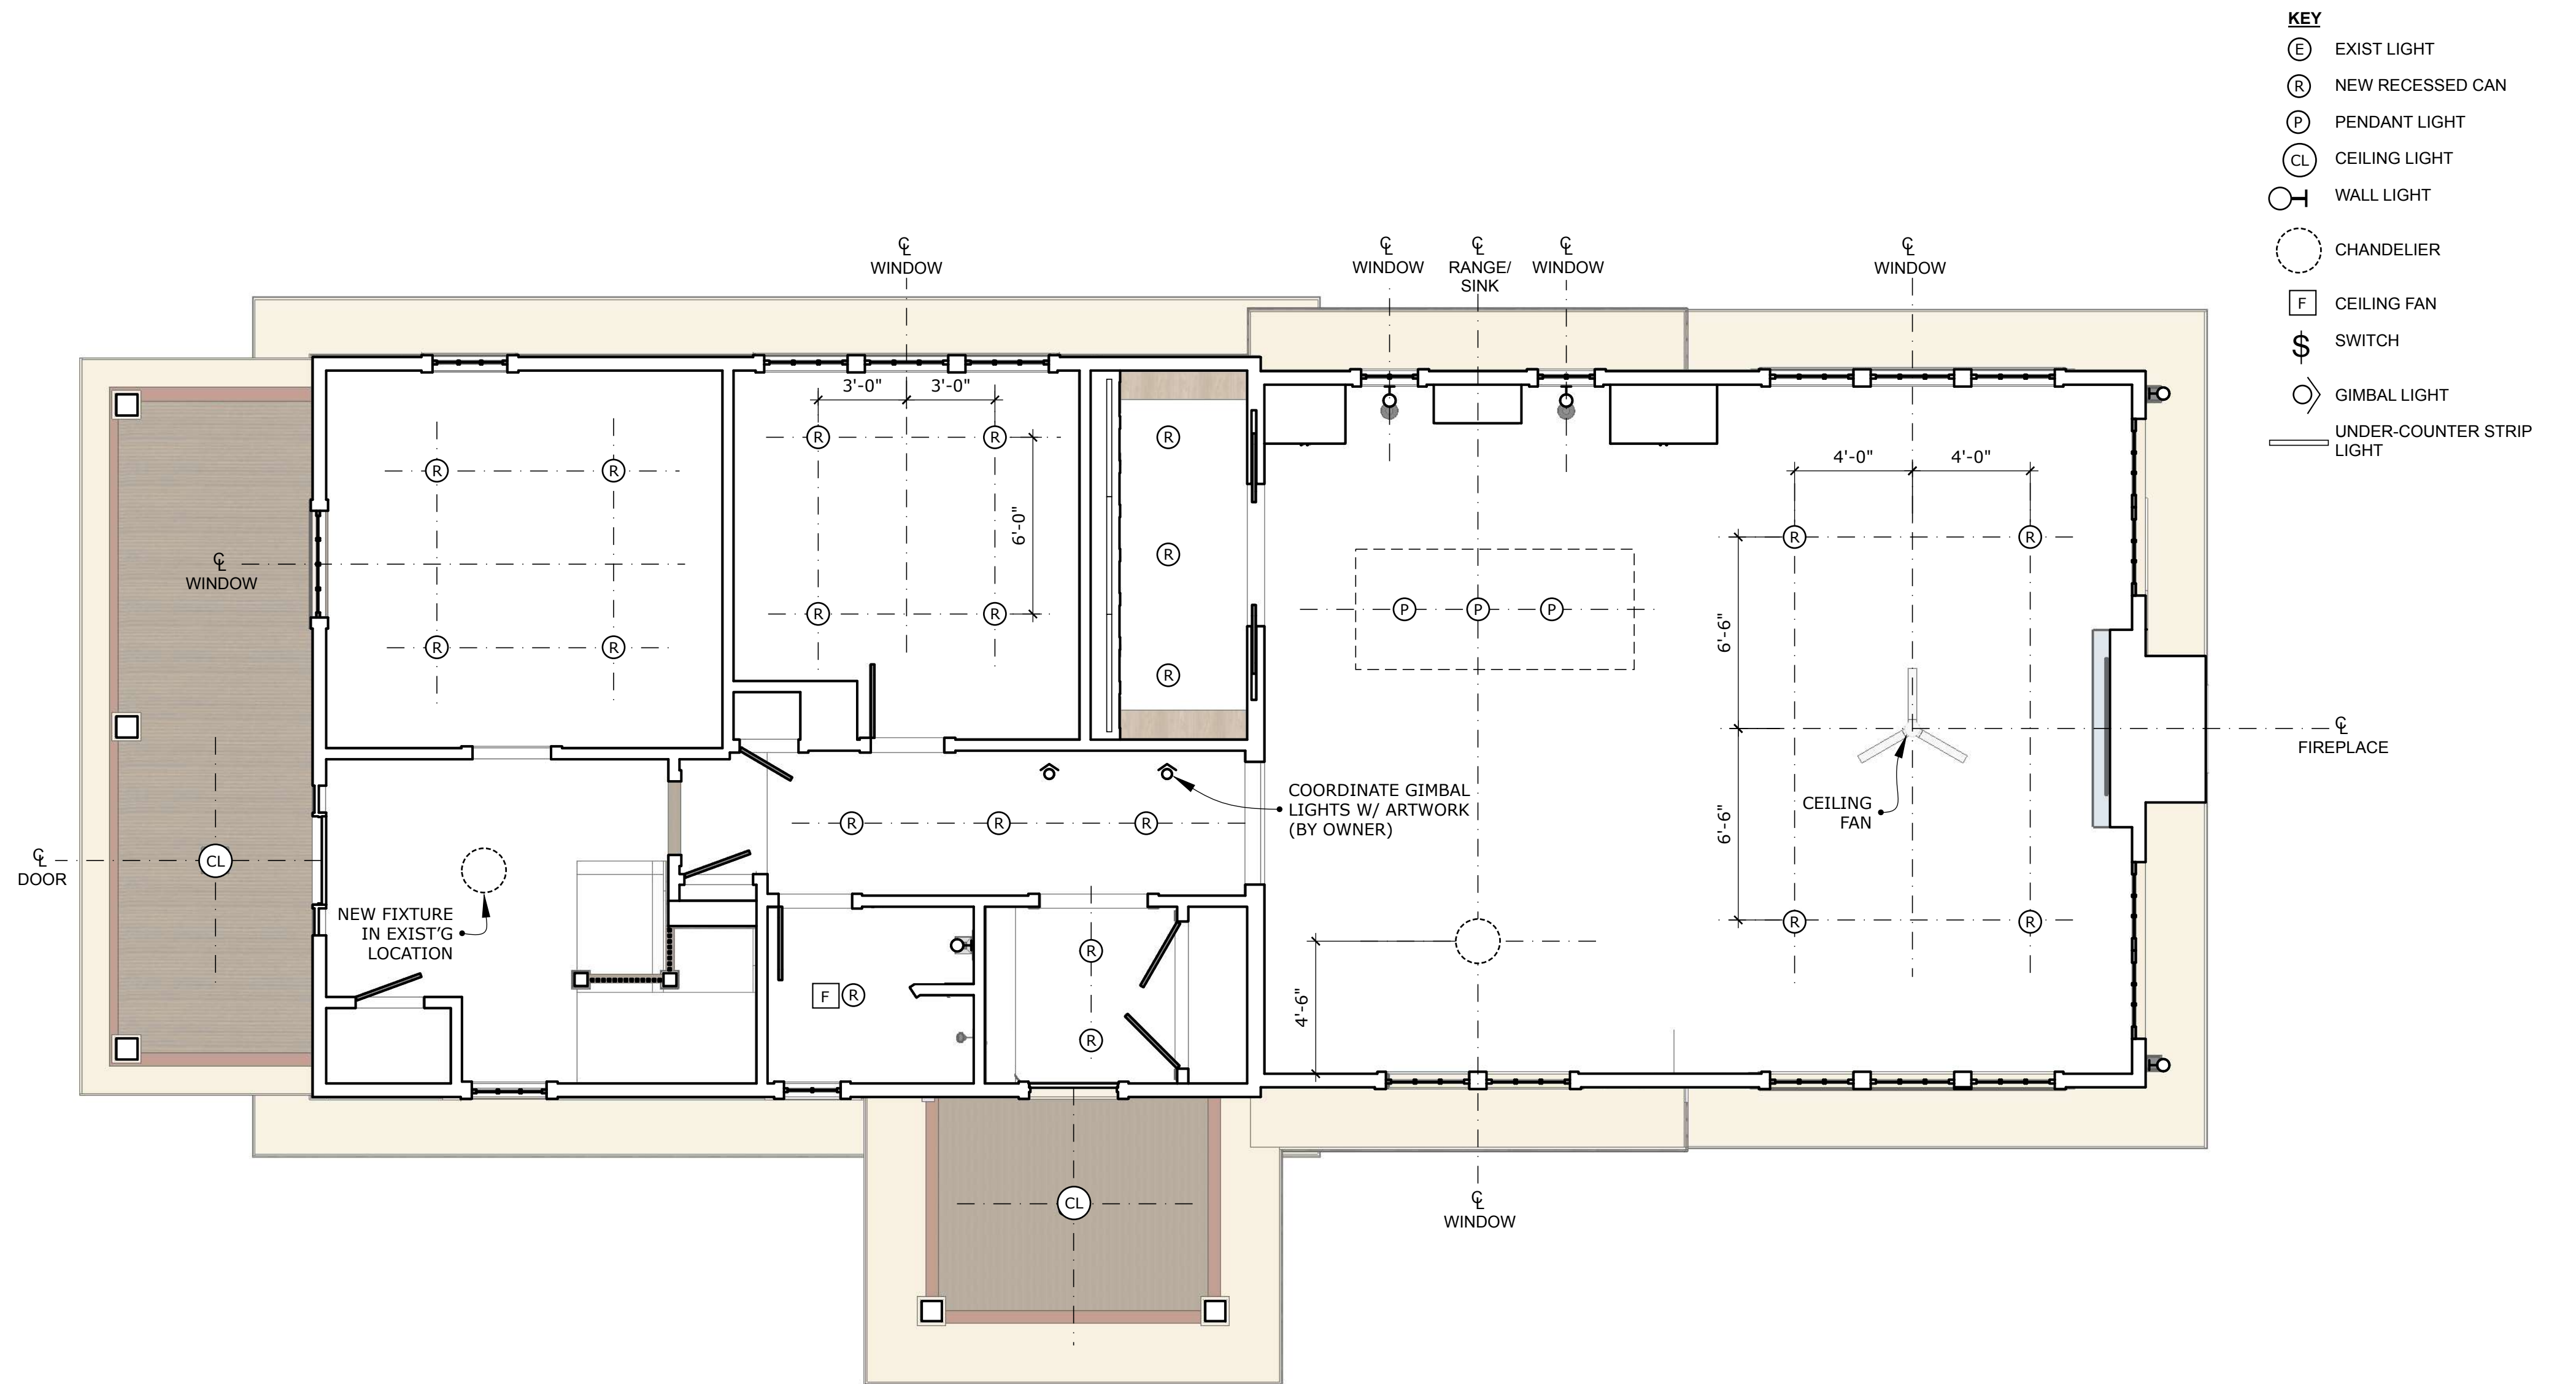 KEY
E EXIST LIGHT
R NEW RECESSED CAN
P PENDANT LIGHT
CL CEILING LIGHT
WALL LIGHT
CHANDELIER
F CEILING FAN
$ SWITCH
GIMBAL LIGHT
UNDER-COUNTER STRIP
LIGHT
℄
WINDOW
℄
WINDOW
℄
RANGE/
SINK
℄
WINDOW
℄
WINDOW
3'-0" 3'-0"
R R
R
6'-0"
4'-0" 4'-0"
R R
R
R R
℄
WINDOW
R R
R R
R
P P P
6'-6"
℄
FIREPLACE
COORDINATE GIMBAL
LIGHTS W/ ARTWORK
(BY OWNER)
R R R
CEILING
FAN
6'-6"
℄
DOOR
CL
NEW FIXTURE
IN EXIST'G
LOCATION
R R
F R
R
R
4'-6"
CL
℄
WINDOW